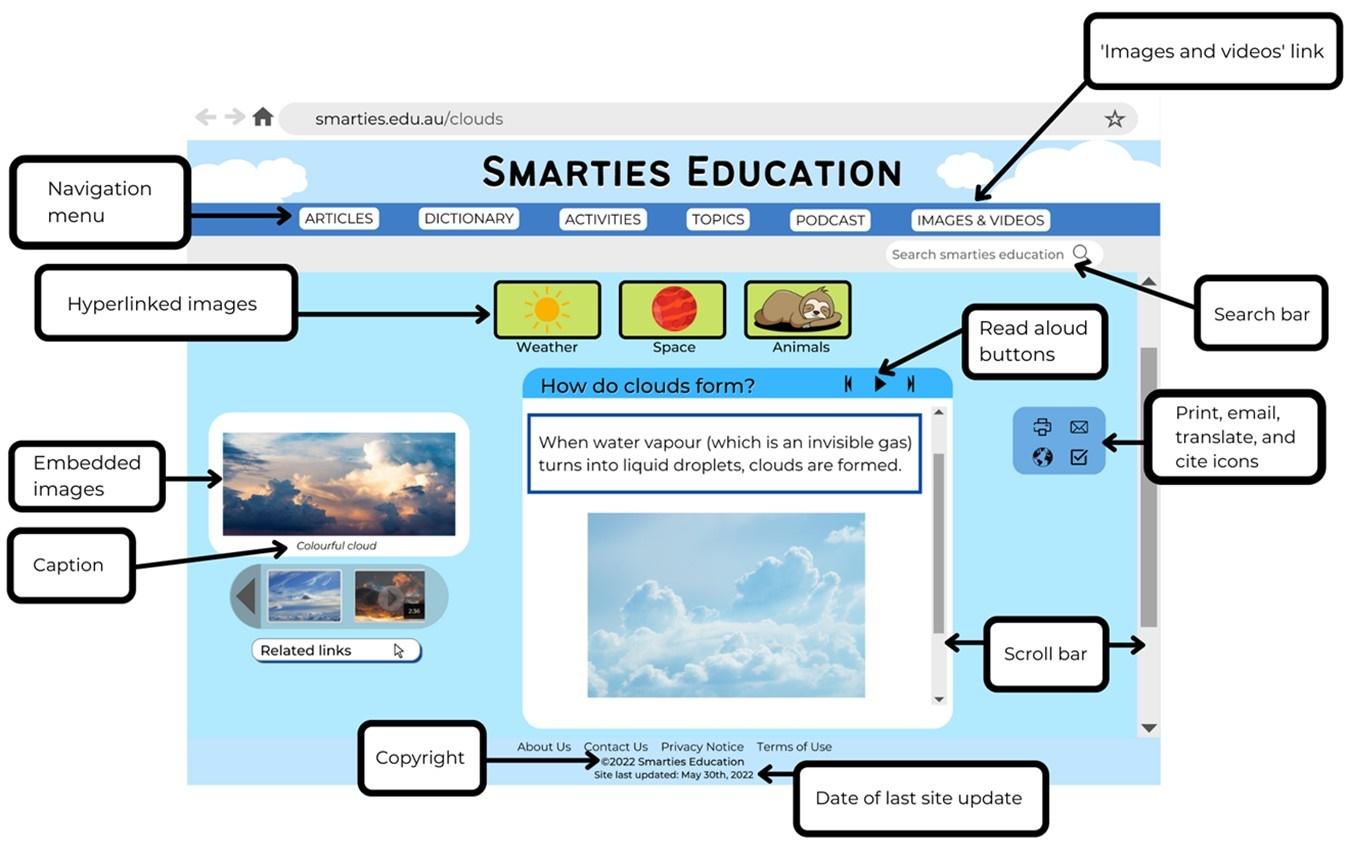 'Images and videos' link
smarties.edu.au/clouds
SMARTIES EDUCATION
Navigation
menu
ARTICLES
DICTIONARY
ACTIVITIES
TOPICS
PODCAST
IMAGES & VIDEOS
Search smarties education
Hyperlinked images
Search bar
Weather
Space
Animals
Read aloud
buttons
How do clouds form?
Print, email,
translate, and
cite icons
When water vapour (which is an invisible gas)
turns into liquid droplets, clouds are formed.
Embedded
images
Colourful cloud
Caption
2:36
Related links
Scroll bar
About Us
Contact Us
Privacy Notice
Terms of Use
Copyright
©2022 Smarties Education
Site last updated: May 30th, 2022
Date of last site update